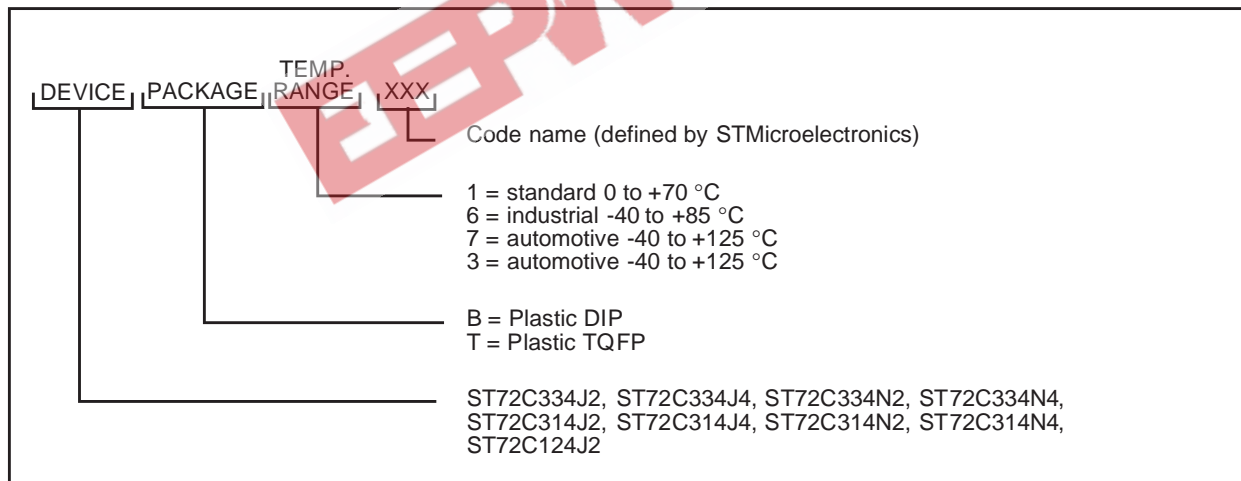 TEMP.
DEVICE PACKAGE RANGE XXX
Code name (defined by STMicroelectronics)
1 = standard 0 to +70 °C
6 = industrial -40 to +85 °C
7 = automotive -40 to +125 °C
3 = automotive -40 to +125 °C
B = Plastic DIP
T = Plastic TQFP
ST72C334J2, ST72C334J4, ST72C334N2, ST72C334N4,
ST72C314J2, ST72C314J4, ST72C314N2, ST72C314N4,
ST72C124J2
EEPW